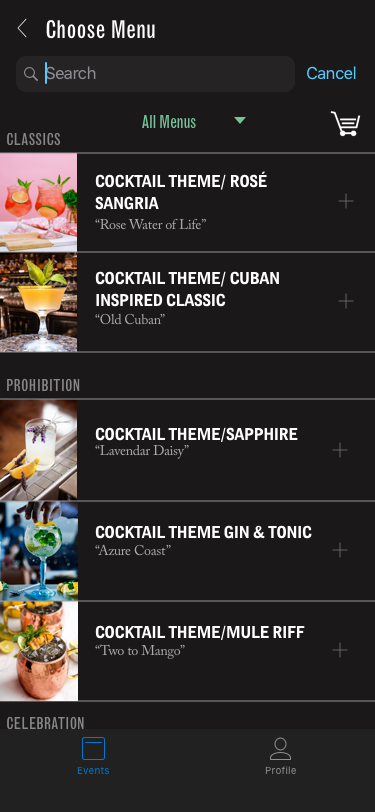 Choose Menu
Search
Cancel
All Menus
CLASSICS
COCKTAIL THEME/ ROSÉ
SANGRIA
“Rose Water of Life”
COCKTAIL THEME/ CUBAN
INSPIRED CLASSIC
“Old Cuban”
PROHIBITION
COCKTAIL THEME/SAPPHIRE
“Lavendar Daisy”
COCKTAIL THEME GIN & TONIC
“Azure Coast”
COCKTAIL THEME/MULE RIFF
“Two to Mango”
CELEBRATION
Events
Profile